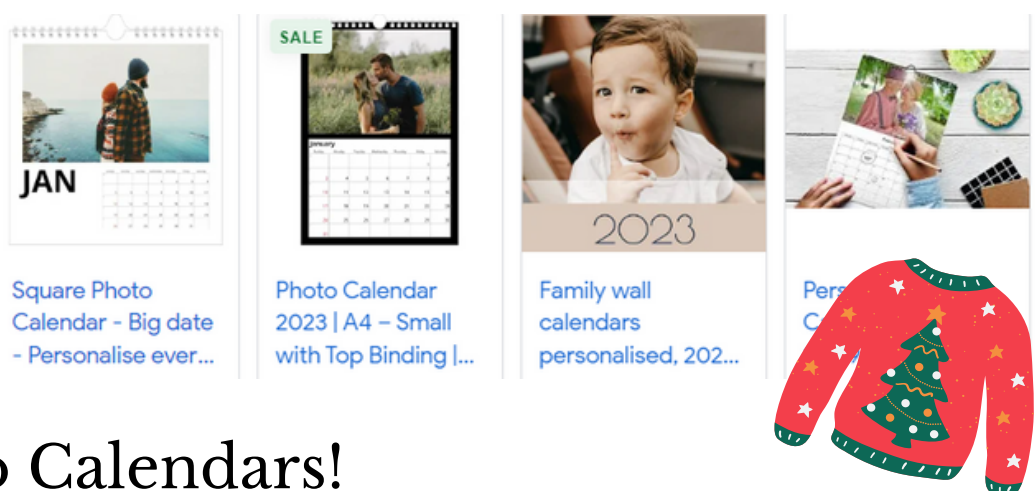 SALE
JAN
january
2023
Square Photo
Calendar - Big date
- Personalise ever...
Photo Calendar
2023 | A4 – Small
with Top Binding |...
Family wall
calendars
personalised, 202...
Pers
C
o Calendars!